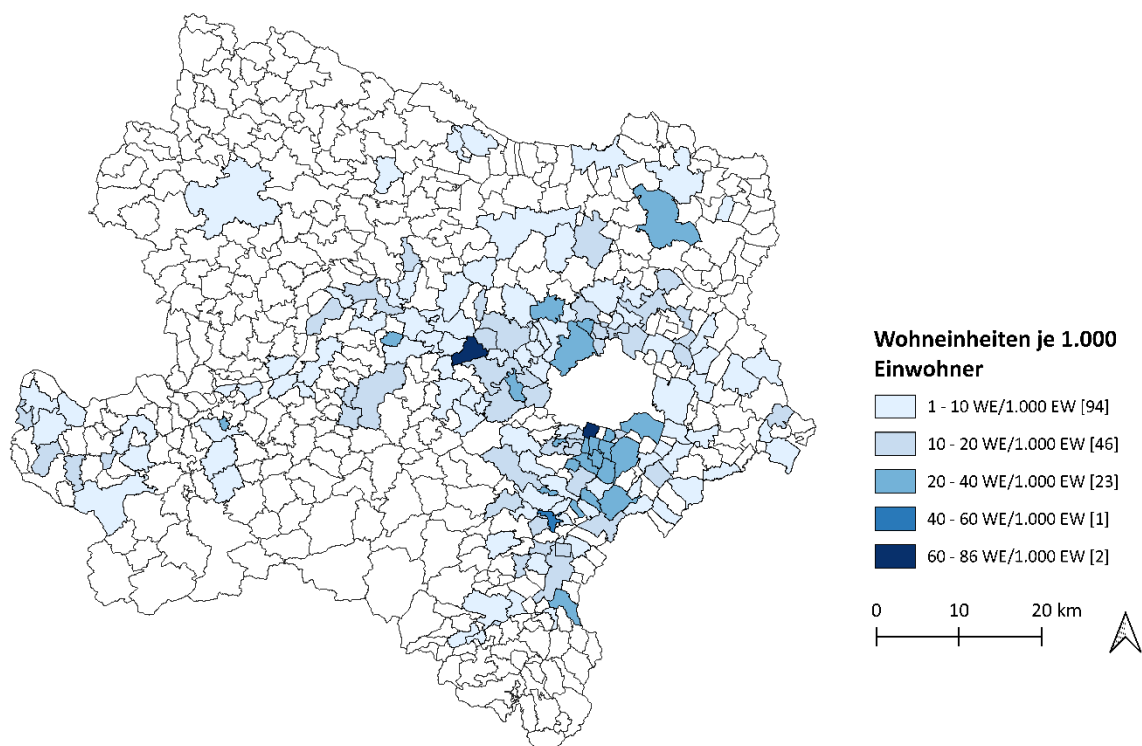 Wohneinheiten je 1.000
Einwohner
1 - 10 WE/1.000 EW [94]
10 - 20 WE/1.000 EW [46]
20 - 40 WE/1.000 EW [23]
40 - 60 WE/1.000 EW [1]
60 - 86 WE/1.000 EW [2]
0 10 20 km